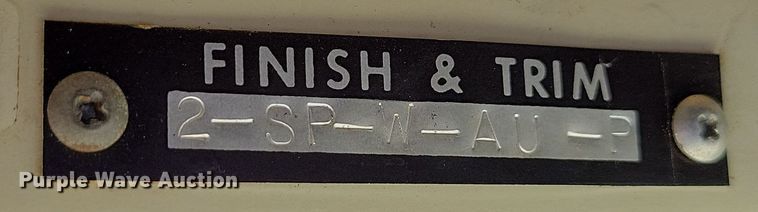 FINISH & TRIM
2-SP-W-AU-P
Purple Wave Auction